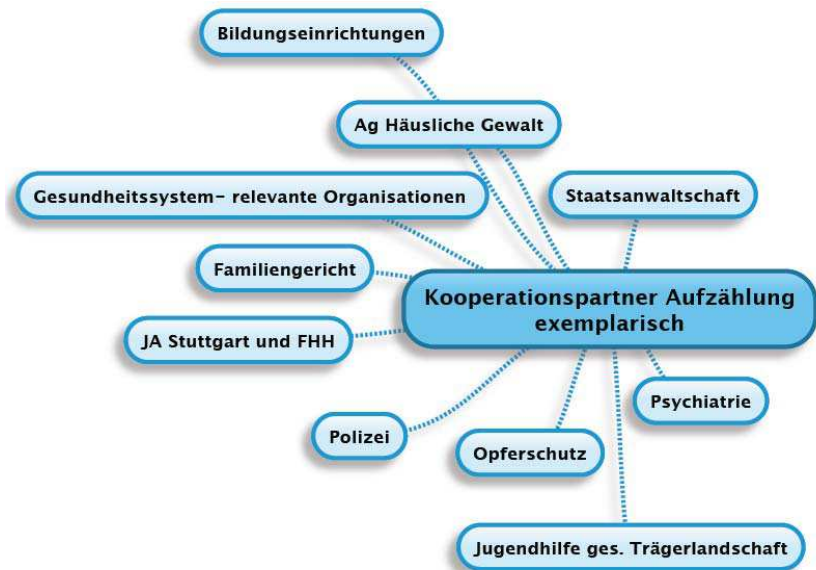 Bildungseinrichtungen
Ag Häusliche Gewalt
Gesundheitssystem- relevante Organisationen
Staatsanwaltschaft
Familiengericht
Kooperationspartner Aufzählung
exemplarisch
JA Stuttgart und FHH
Psychiatrie
Polizei
Opferschutz
Jugendhilfe ges. Trägerlandschaft